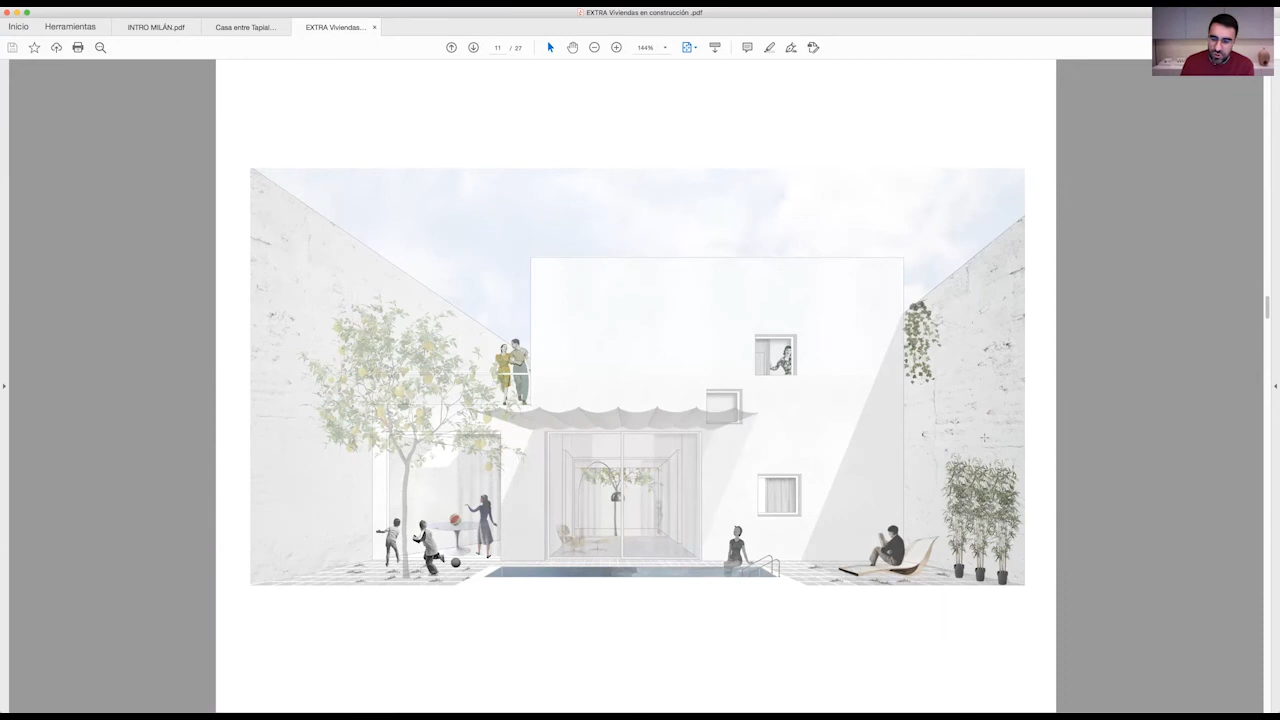 EXTRA Viviendas en construcción .pdf
Inicio
Herramientas
INTRO MILÁN.pdf
Casa entre Tapial...
EXTRA Viviendas... ×
11 / 27
144%